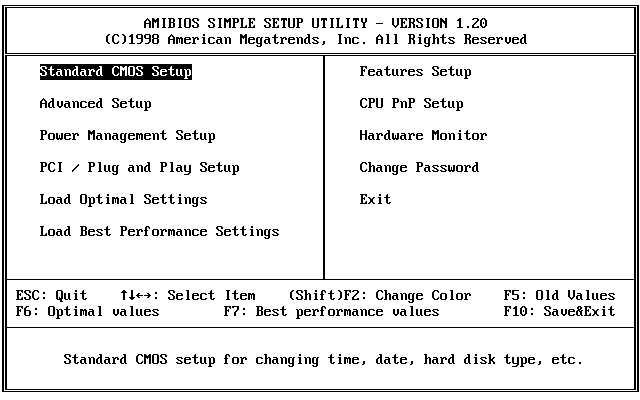 AMIBIOS SIMPLE SETUP UTILITY - VERSION 1.20
(C)1998 American Megatrends, Inc. All Rights Reserved
Standard CMOS Setup
Advanced Setup
Power Management Setup
PCI / Plug and Play Setup
Load Optimal Settings
Load Best Performance Settings
Features Setup
CPU PnP Setup
Hardware Monitor
Change Password
Exit
ESC: Quit ↑↓←→: Select Item (Shift)F2: Change Color F5: Old Values
F6: Optimal values F7: Best performance values F10: Save&Exit
Standard CMOS setup for changing time, date, hard disk type, etc.